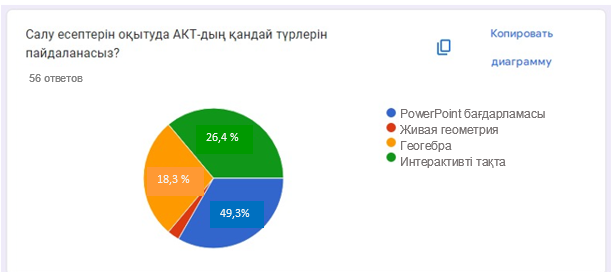 Салу есептерін оқытуда АКТ-дың қандай түрлерін
пайдаланасыз?
Копировать
диаграмму
56 ответов
PowerPoint бағдарламасы
Живая геометрия
Геогебра
Интерактивті тақта
26,4 %
18,3 %
49,3%